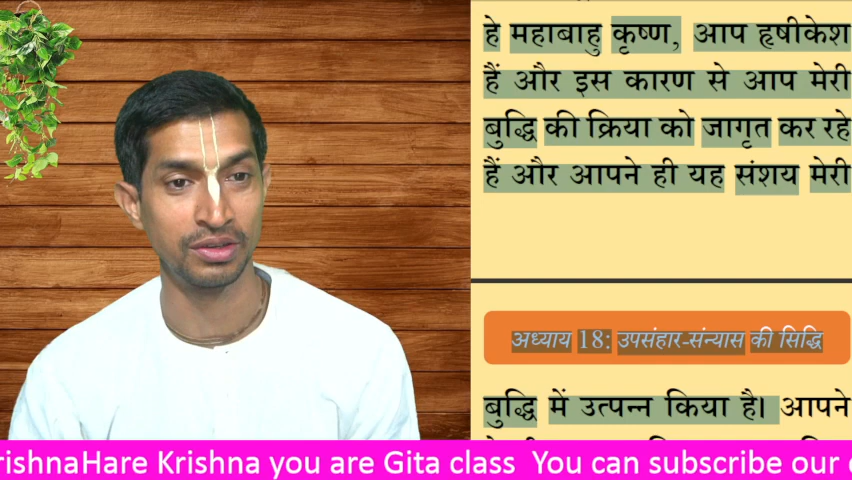 हे महाबाहु कृष्ण, आप हृषीकेश
हैं और इस कारण से आप मेरी
बुद्धि की क्रिया को जागृत कर रहे
हैं और आपने ही यह संशय मेरी
अध्याय 18: उपसंहार-संन्यास की सिद्धि
बुद्धि में उत्पन्न किया है। आपने
rishnaHare Krishna you are Gita class You can subscribe our